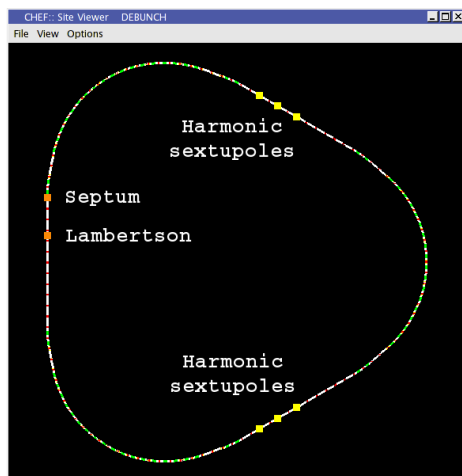 CHEF:: Site Viewer DEBUNCH
File View Options
Harmonic
sextupoles
Septum
Lambertson
Harmonic
sextupoles